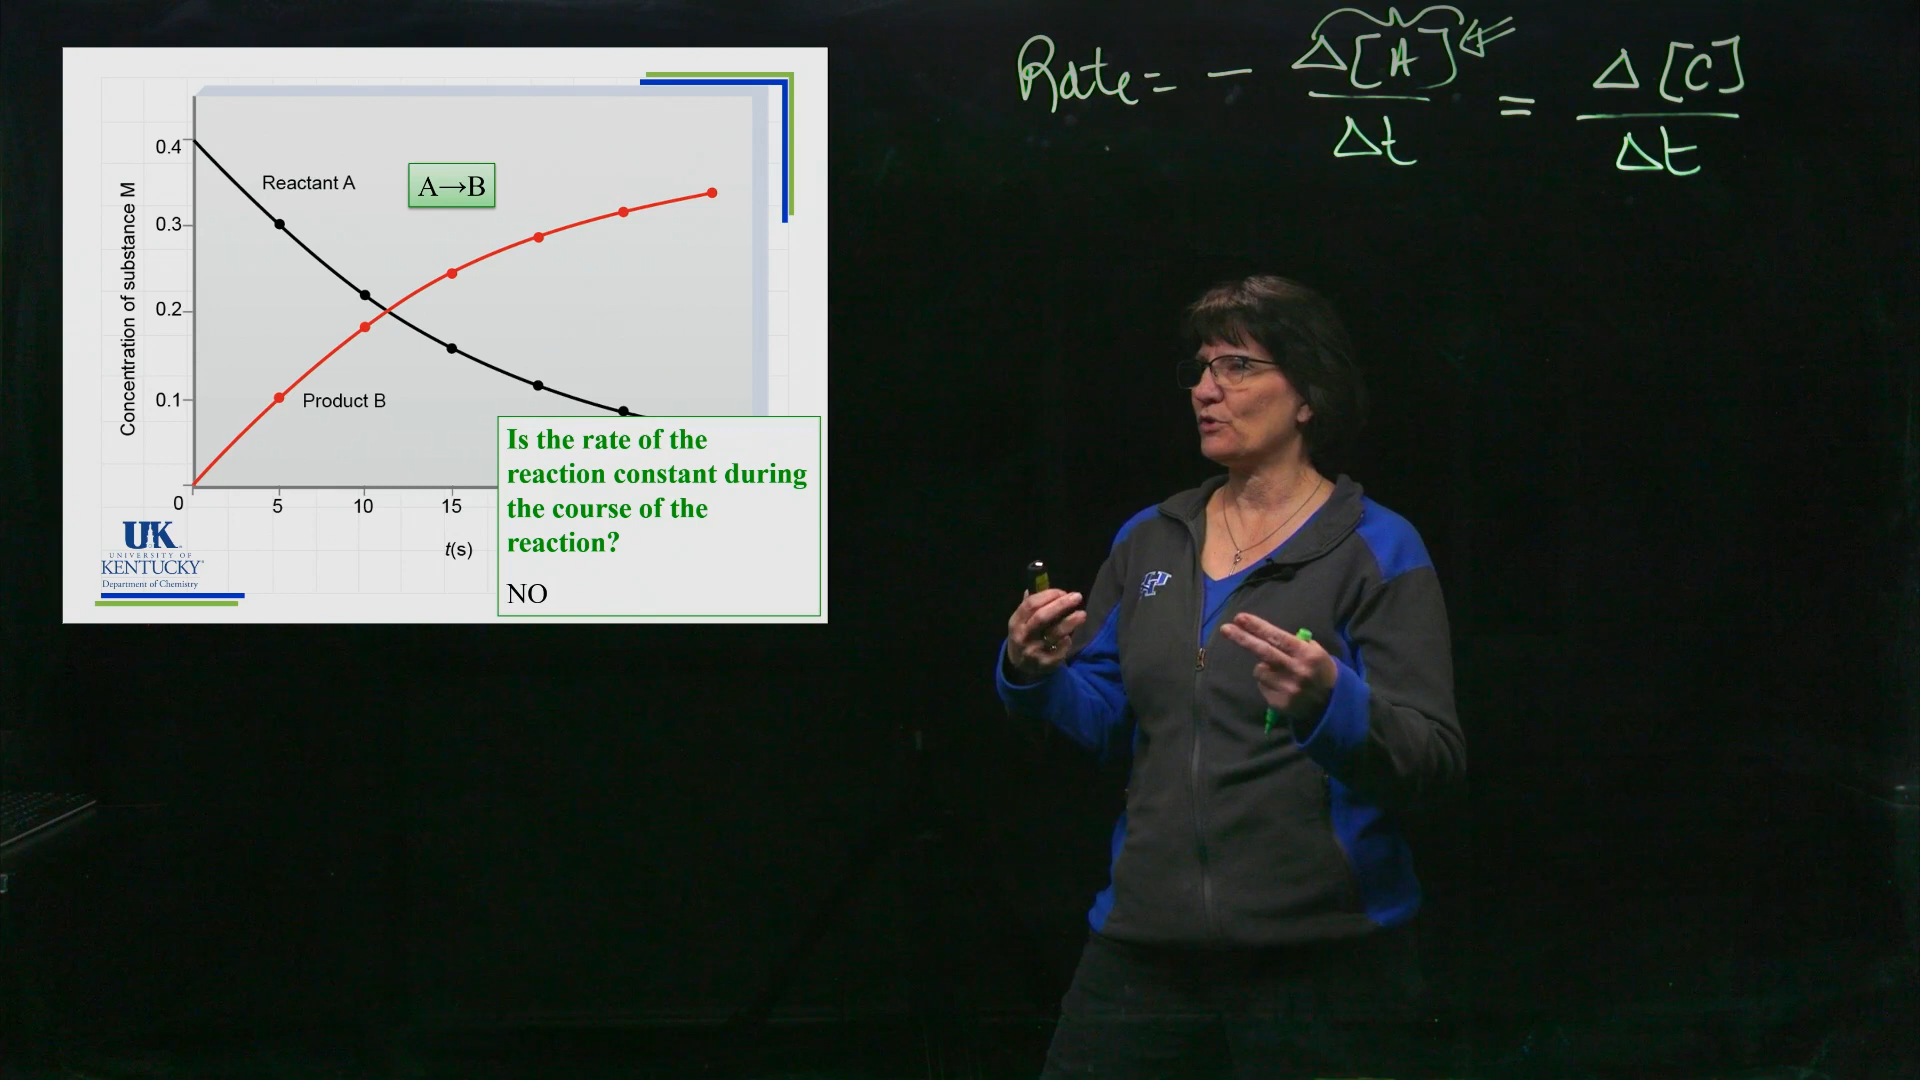 Rate = - Δ[A] / Δt = Δ[C] / Δt
0.4
Reactant A
A→B
0.3
Concentration of substance M
0.2
0.1
Product B
0
5
10
15
t(s)
Is the rate of the
reaction constant during
the course of the
reaction?
NO
UK
UNIVERSITY OF
KENTUCKY
Department of Chemistry